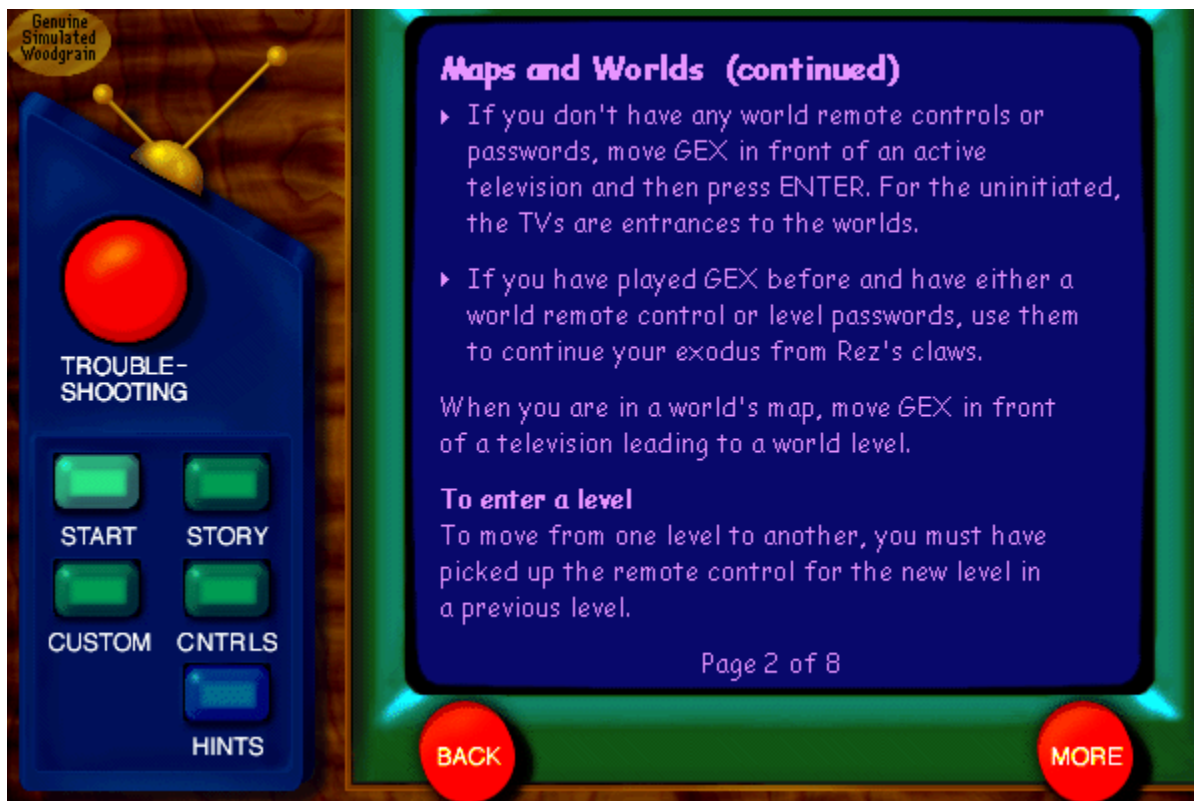 Genuine
Simulated
Woodgrain
TROUBLE-
SHOOTING
START STORY
CUSTOM CNTRLS
HINTS
Maps and Worlds (continued)
If you don't have any world remote controls or
passwords, move GEX in front of an active
television and then press ENTER. For the uninitiated,
the TVs are entrances to the worlds.
If you have played GEX before and have either a
world remote control or level passwords, use them
to continue your exodus from Rez's claws.
When you are in a world's map, move GEX in front
of a television leading to a world level.
To enter a level
To move from one level to another, you must have
picked up the remote control for the new level in
a previous level.
Page 2 of 8
BACK MORE